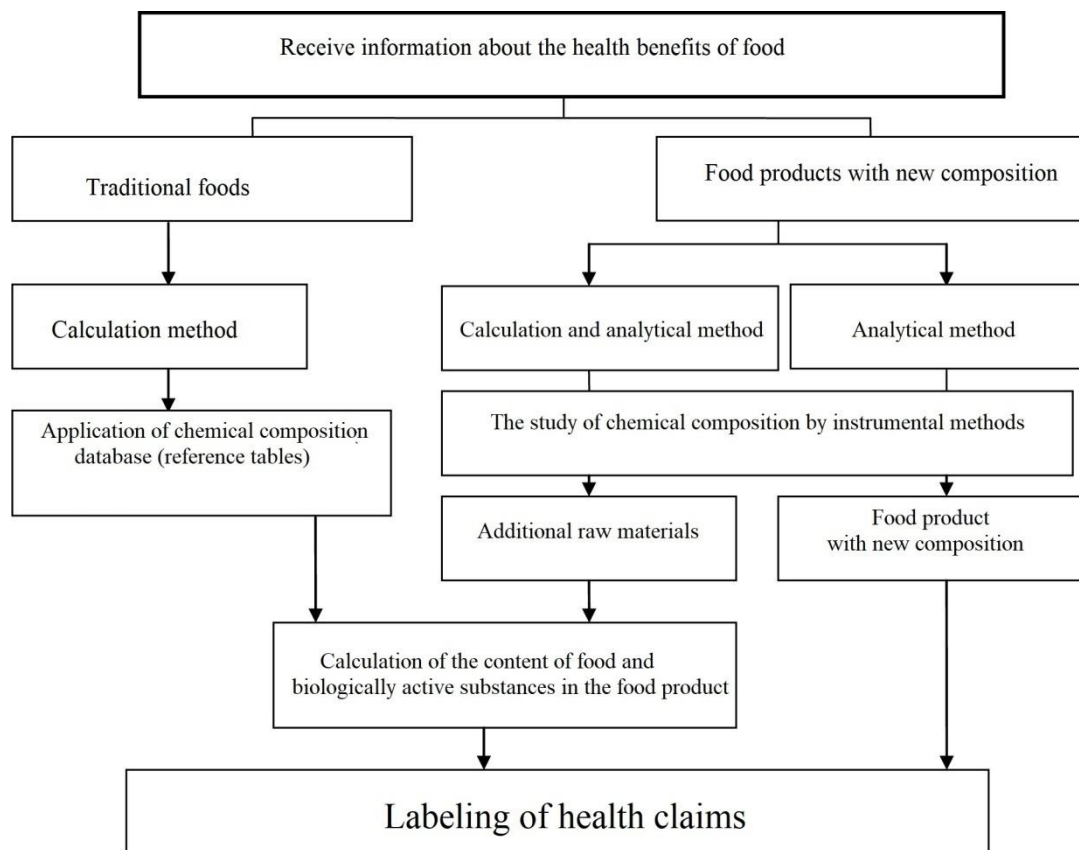 Receive information about the health benefits of food
Traditional foods
Food products with new composition
Calculation method
Calculation and analytical method
Analytical method
Application of chemical composition
database (reference tables)
The study of chemical composition by instrumental methods
Additional raw materials
Food product
with new composition
Calculation of the content of food and
biologically active substances in the food product
Labeling of health claims